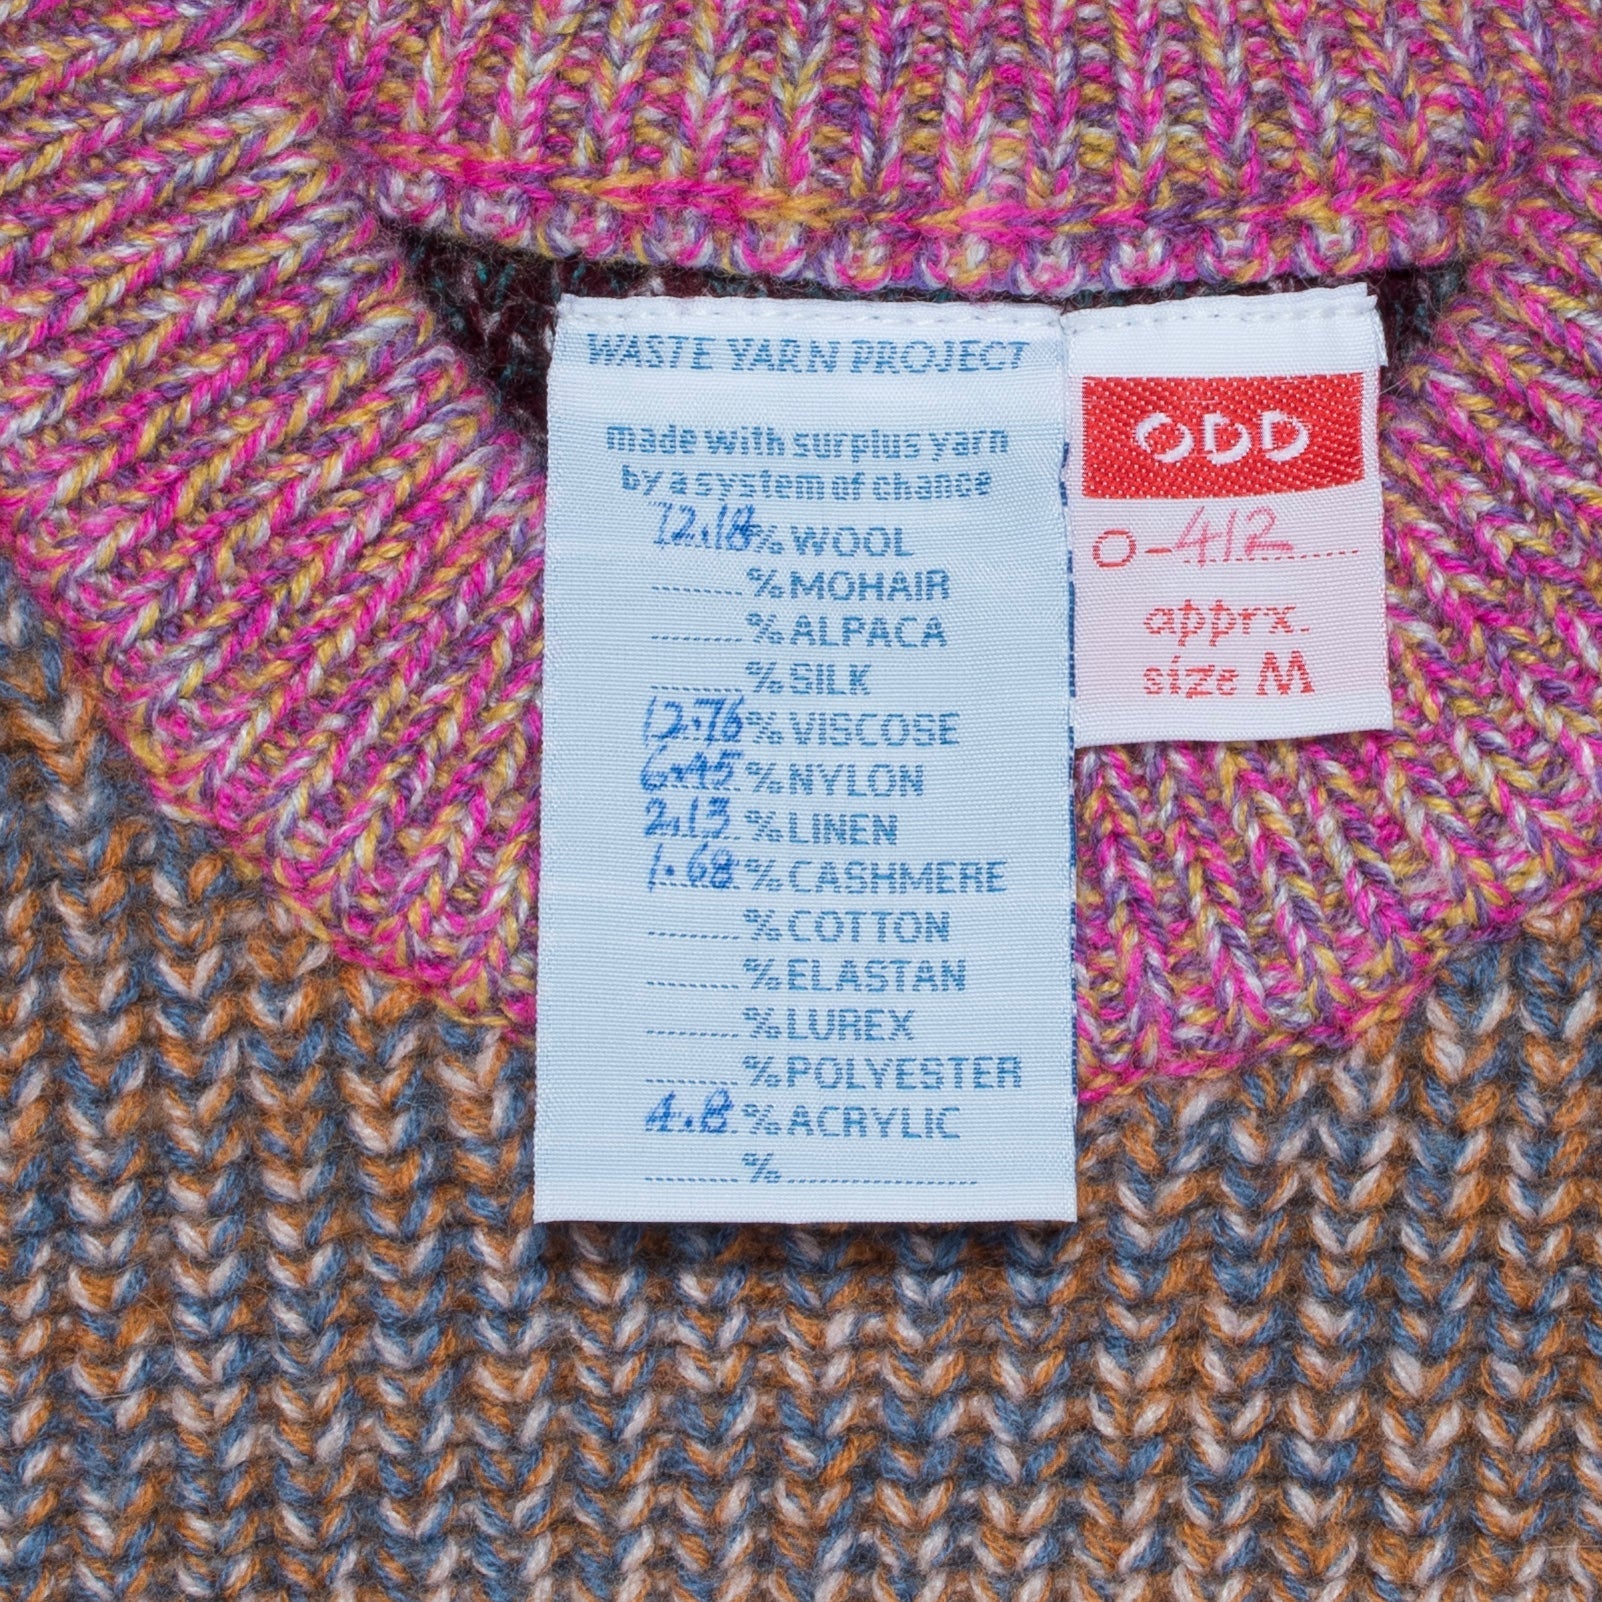 WASTE YARN PROJECT
made with surplus yarn
by a system of chance
72.18% WOOL
.........% MOHAIR
.........% ALPACA
.........% SILK
12.76% VISCOSE
6.45% NYLON
2.13% LINEN
1.68% CASHMERE
.........% COTTON
.........% ELASTAN
.........% LUREX
.........% POLYESTER
4.8% ACRYLIC
.........%..................
ODD
O-412......
apprx.
size M